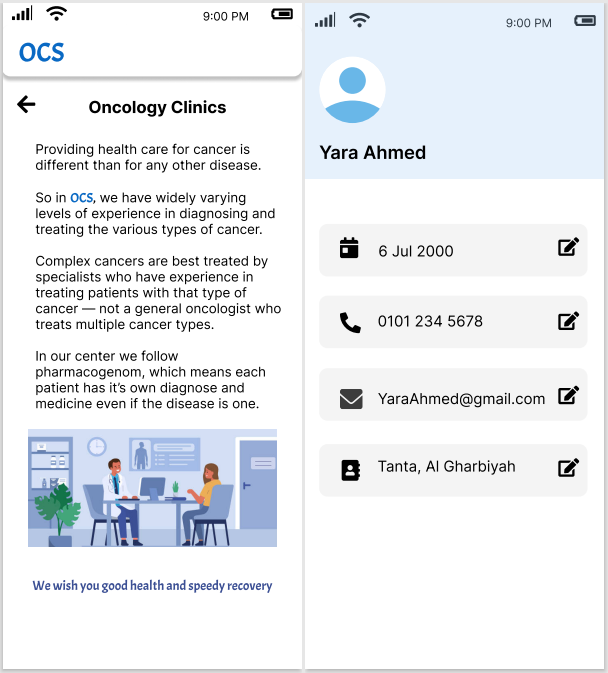 9:00 PM
OCS
Oncology Clinics
Providing health care for cancer is
different than for any other disease.
So in OCS, we have widely varying
levels of experience in diagnosing and
treating the various types of cancer.
Complex cancers are best treated by
specialists who have experience in
treating patients with that type of
cancer — not a general oncologist who
treats multiple cancer types.
In our center we follow
pharmacogenom, which means each
patient has it’s own diagnose and
medicine even if the disease is one.
We wish you good health and speedy recovery
9:00 PM
Yara Ahmed
6 Jul 2000
0101 234 5678
YaraAhmed@gmail.com
Tanta, Al Gharbiyah